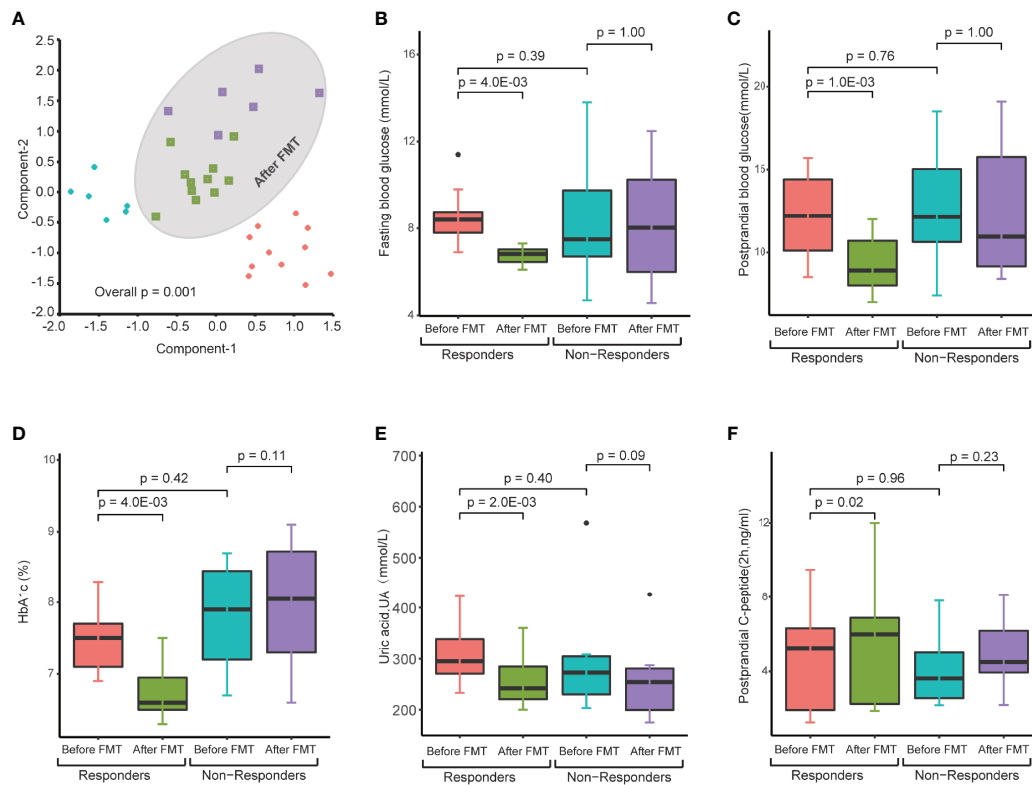 A
2.5
2.0
1.5
1.0
0.5
0.0
-0.5
-1.0
-1.5
-2.0
Component-2
After FMT
Overall p = 0.001
-2.0 -1.5 -1.0 -0.5 0.0 0.5 1.0 1.5
Component-1
B
p = 1.00
p = 0.39
p = 4.0E-03
16
12
8
4
Fasting blood glucose (mmol/L)
Before FMT After FMT Before FMT After FMT
Responders Non-Responders
C
p = 1.00
p = 0.76
p = 1.0E-03
20
15
10
Postprandial blood glucose(mmol/L)
Before FMT After FMT Before FMT After FMT
Responders Non-Responders
D
p = 0.11
p = 0.42
p = 4.0E-03
10
9
8
7
HbA´c (%)
Before FMT After FMT Before FMT After FMT
Responders Non-Responders
E
p = 0.09
p = 0.40
p = 2.0E-03
700
600
500
400
300
200
Uric acid,UA (mmol/L)
Before FMT After FMT Before FMT After FMT
Responders Non-Responders
F
p = 0.23
p = 0.96
p = 0.02
12
8
4
Postprandial C-peptide(2h,ng/ml)
Before FMT After FMT Before FMT After FMT
Responders Non-Responders